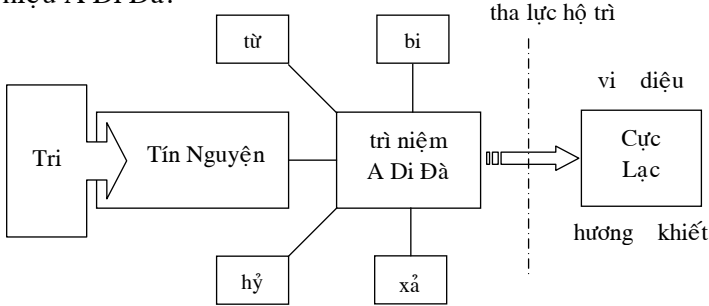 hiệu A Di Đà.
tha lực hộ trì
từ
bi
vi diệu
Tri
Tín Nguyện
trì niệm
A Di Đà
Cực
Lạc
hương khiết
hỷ
xả